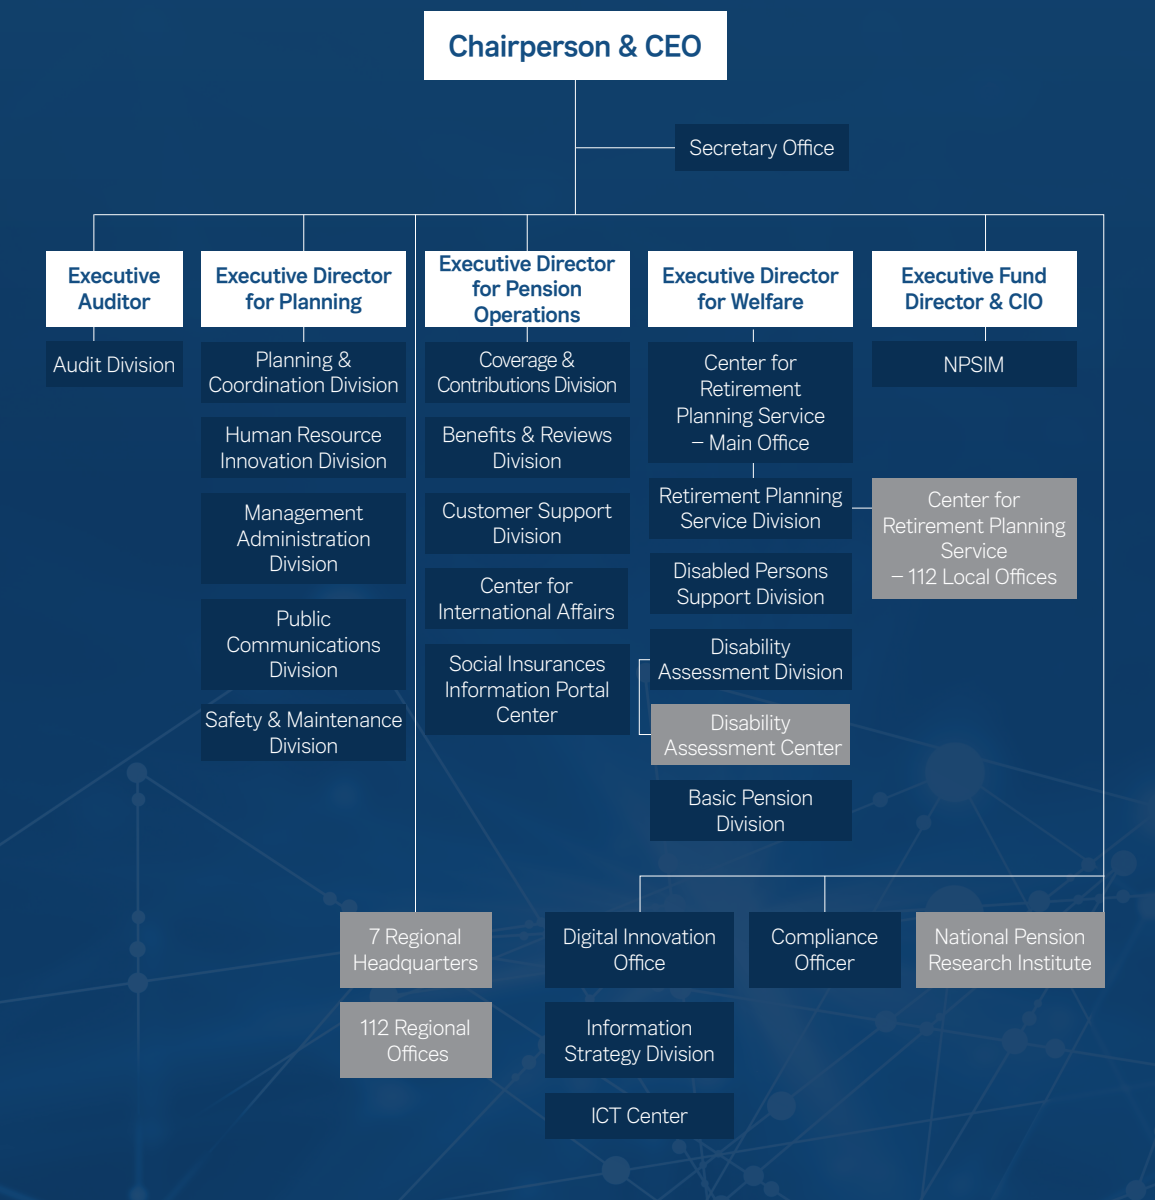 Chairperson & CEO
Secretary Office
Executive
Auditor
Audit Division
Executive Director
for Planning
Planning &
Coordination Division
Human Resource
Innovation Division
Management
Administration
Division
Public
Communications
Division
Safety & Maintenance
Division
Executive Director
for Pension
Operations
Coverage &
Contributions Division
Benefits & Reviews
Division
Customer Support
Division
Center for
International Affairs
Social Insurances
Information Portal
Center
Executive Director
for Welfare
Center for
Retirement
Planning Service
– Main Office
Retirement Planning
Service Division
Disabled Persons
Support Division
Disability
Assessment Division
Disability
Assessment Center
Basic Pension
Division
Executive Fund
Director & CIO
NPSIM
Center for
Retirement Planning
Service
– 112 Local Offices
7 Regional
Headquarters
112 Regional
Offices
Digital Innovation
Office
Information
Strategy Division
ICT Center
Compliance
Officer
National Pension
Research Institute